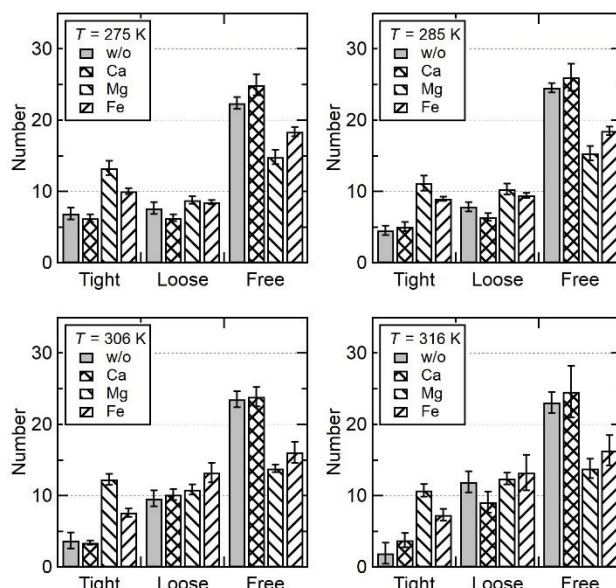 T = 275 K
w/o
Ca
Mg
Fe
Number
30
20
10
0
Tight Loose Free
T = 285 K
w/o
Ca
Mg
Fe
Number
30
20
10
0
Tight Loose Free
T = 306 K
w/o
Ca
Mg
Fe
Number
30
20
10
0
Tight Loose Free
T = 316 K
w/o
Ca
Mg
Fe
Number
30
20
10
0
Tight Loose Free